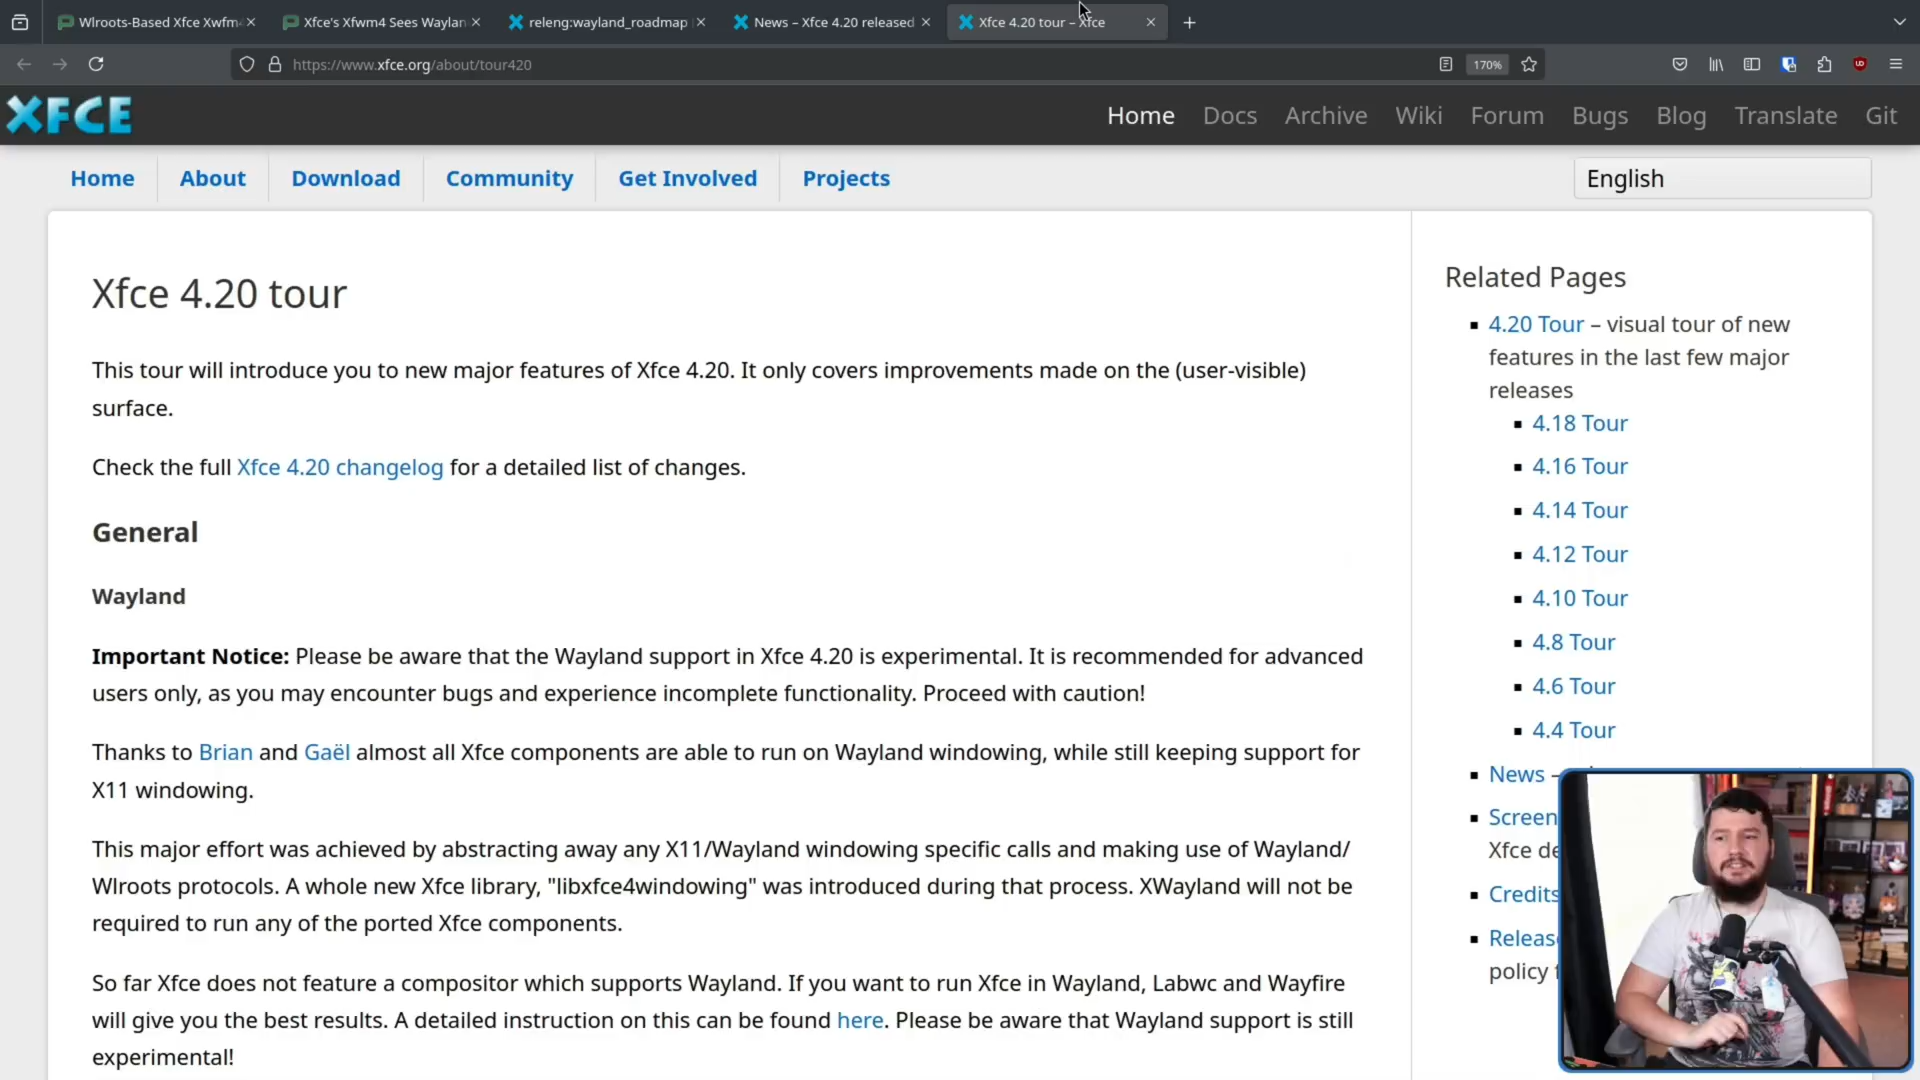 Wlroots-Based Xfce Xwfm4
Xfce's Xfwm4 Sees Waylan
releng:wayland_roadmap
News – Xfce 4.20 released
Xfce 4.20 tour – Xfce
https://www.xfce.org/about/tour420
170%
XFCE
Home
Docs
Archive
Wiki
Forum
Bugs
Blog
Translate
Git
Home
About
Download
Community
Get Involved
Projects
English
Xfce 4.20 tour
This tour will introduce you to new major features of Xfce 4.20. It only covers improvements made on the (user-visible)
surface.
Check the full Xfce 4.20 changelog for a detailed list of changes.
General
Wayland
Important Notice: Please be aware that the Wayland support in Xfce 4.20 is experimental. It is recommended for advanced
users only, as you may encounter bugs and experience incomplete functionality. Proceed with caution!
Thanks to Brian and Gaël almost all Xfce components are able to run on Wayland windowing, while still keeping support for
X11 windowing.
This major effort was achieved by abstracting away any X11/Wayland windowing specific calls and making use of Wayland/
Wlroots protocols. A whole new Xfce library, "libxfce4windowing" was introduced during that process. XWayland will not be
required to run any of the ported Xfce components.
So far Xfce does not feature a compositor which supports Wayland. If you want to run Xfce in Wayland, Labwc and Wayfire
will give you the best results. A detailed instruction on this can be found here. Please be aware that Wayland support is still
experimental!
Related Pages
4.20 Tour – visual tour of new
features in the last few major
releases
4.18 Tour
4.16 Tour
4.14 Tour
4.12 Tour
4.10 Tour
4.8 Tour
4.6 Tour
4.4 Tour
News –
Screen
Xfce de
Credits
Release
policy